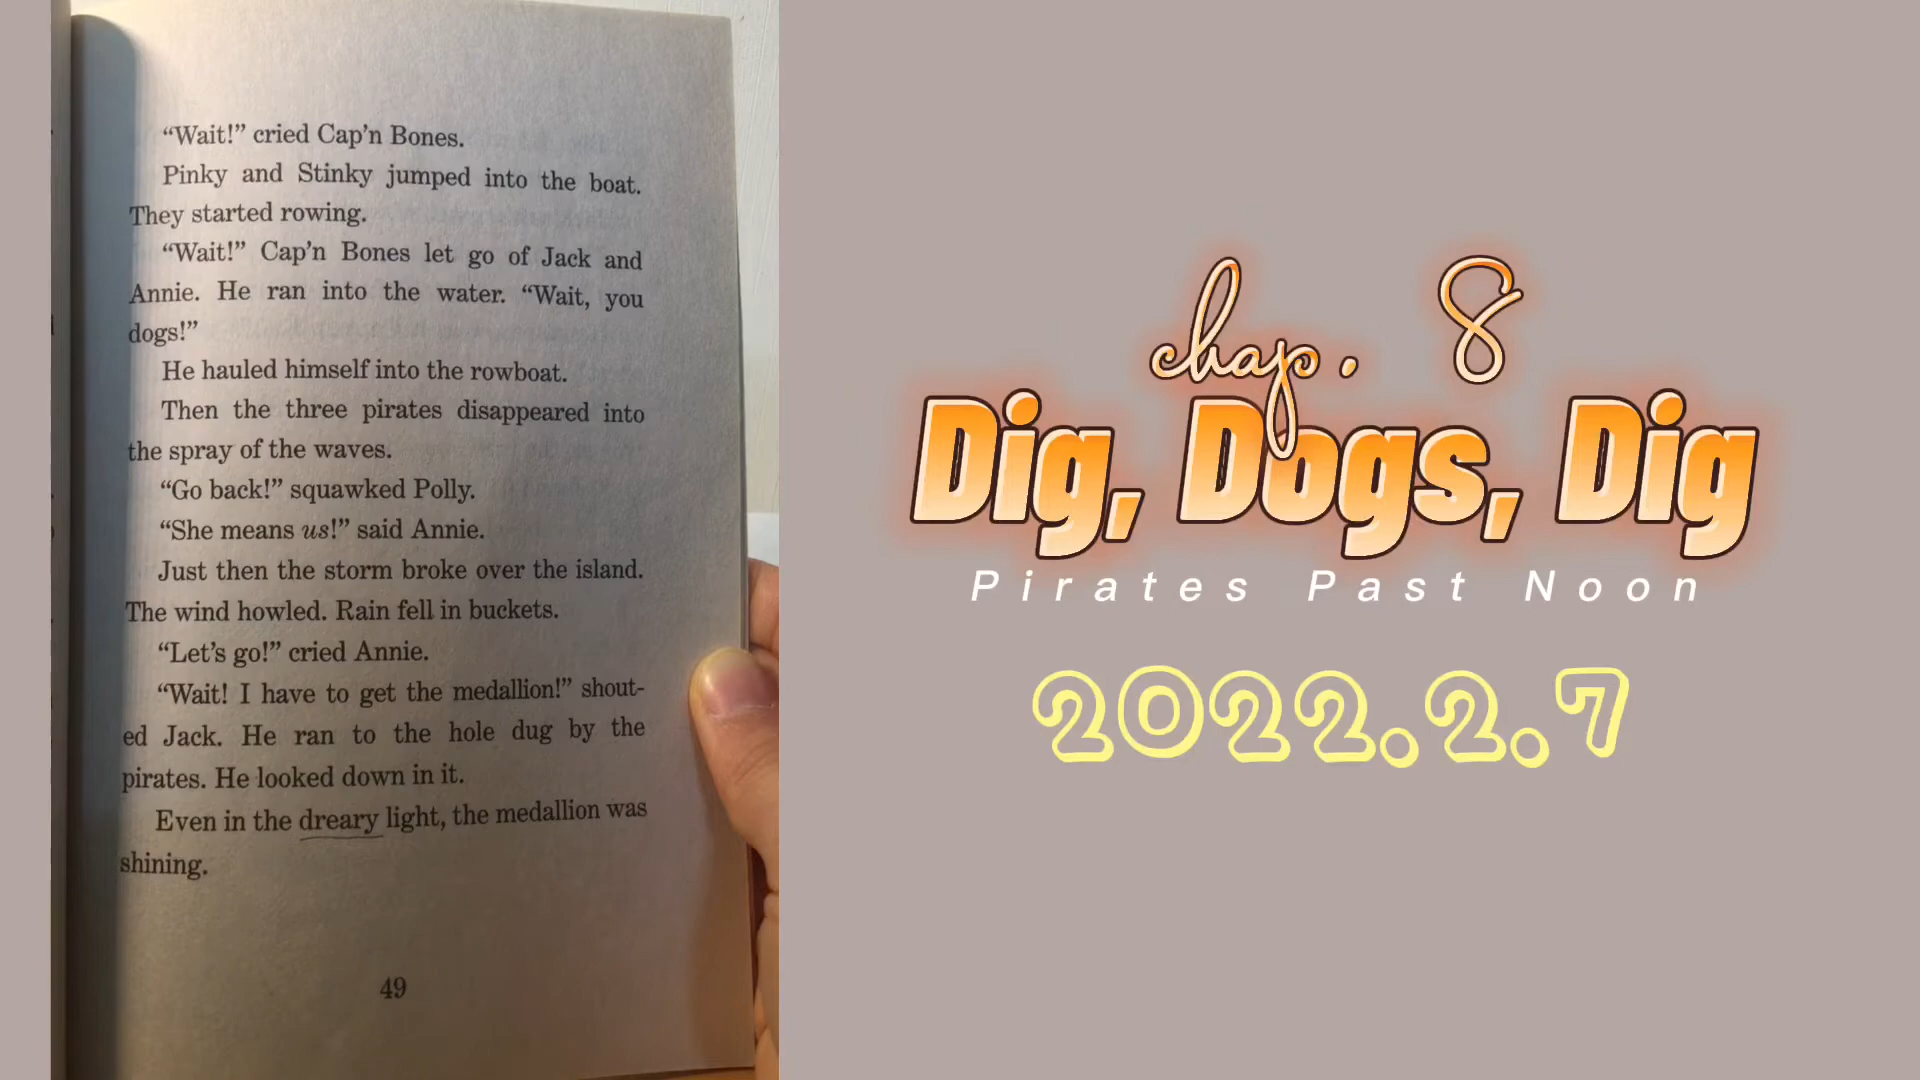 “Wait!” cried Cap’n Bones.
Pinky and Stinky jumped into the boat.
They started rowing.
“Wait!” Cap’n Bones let go of Jack and
Annie. He ran into the water. “Wait, you
dogs!”
He hauled himself into the rowboat.
Then the three pirates disappeared into
the spray of the waves.
“Go back!” squawked Polly.
“She means us!” said Annie.
Just then the storm broke over the island.
The wind howled. Rain fell in buckets.
“Let’s go!” cried Annie.
“Wait! I have to get the medallion!” shout-
ed Jack. He ran to the hole dug by the
pirates. He looked down in it.
Even in the dreary light, the medallion was
shining.
49
chap. 8
Dig, Dogs, Dig
Pirates Past Noon
2022.2.7